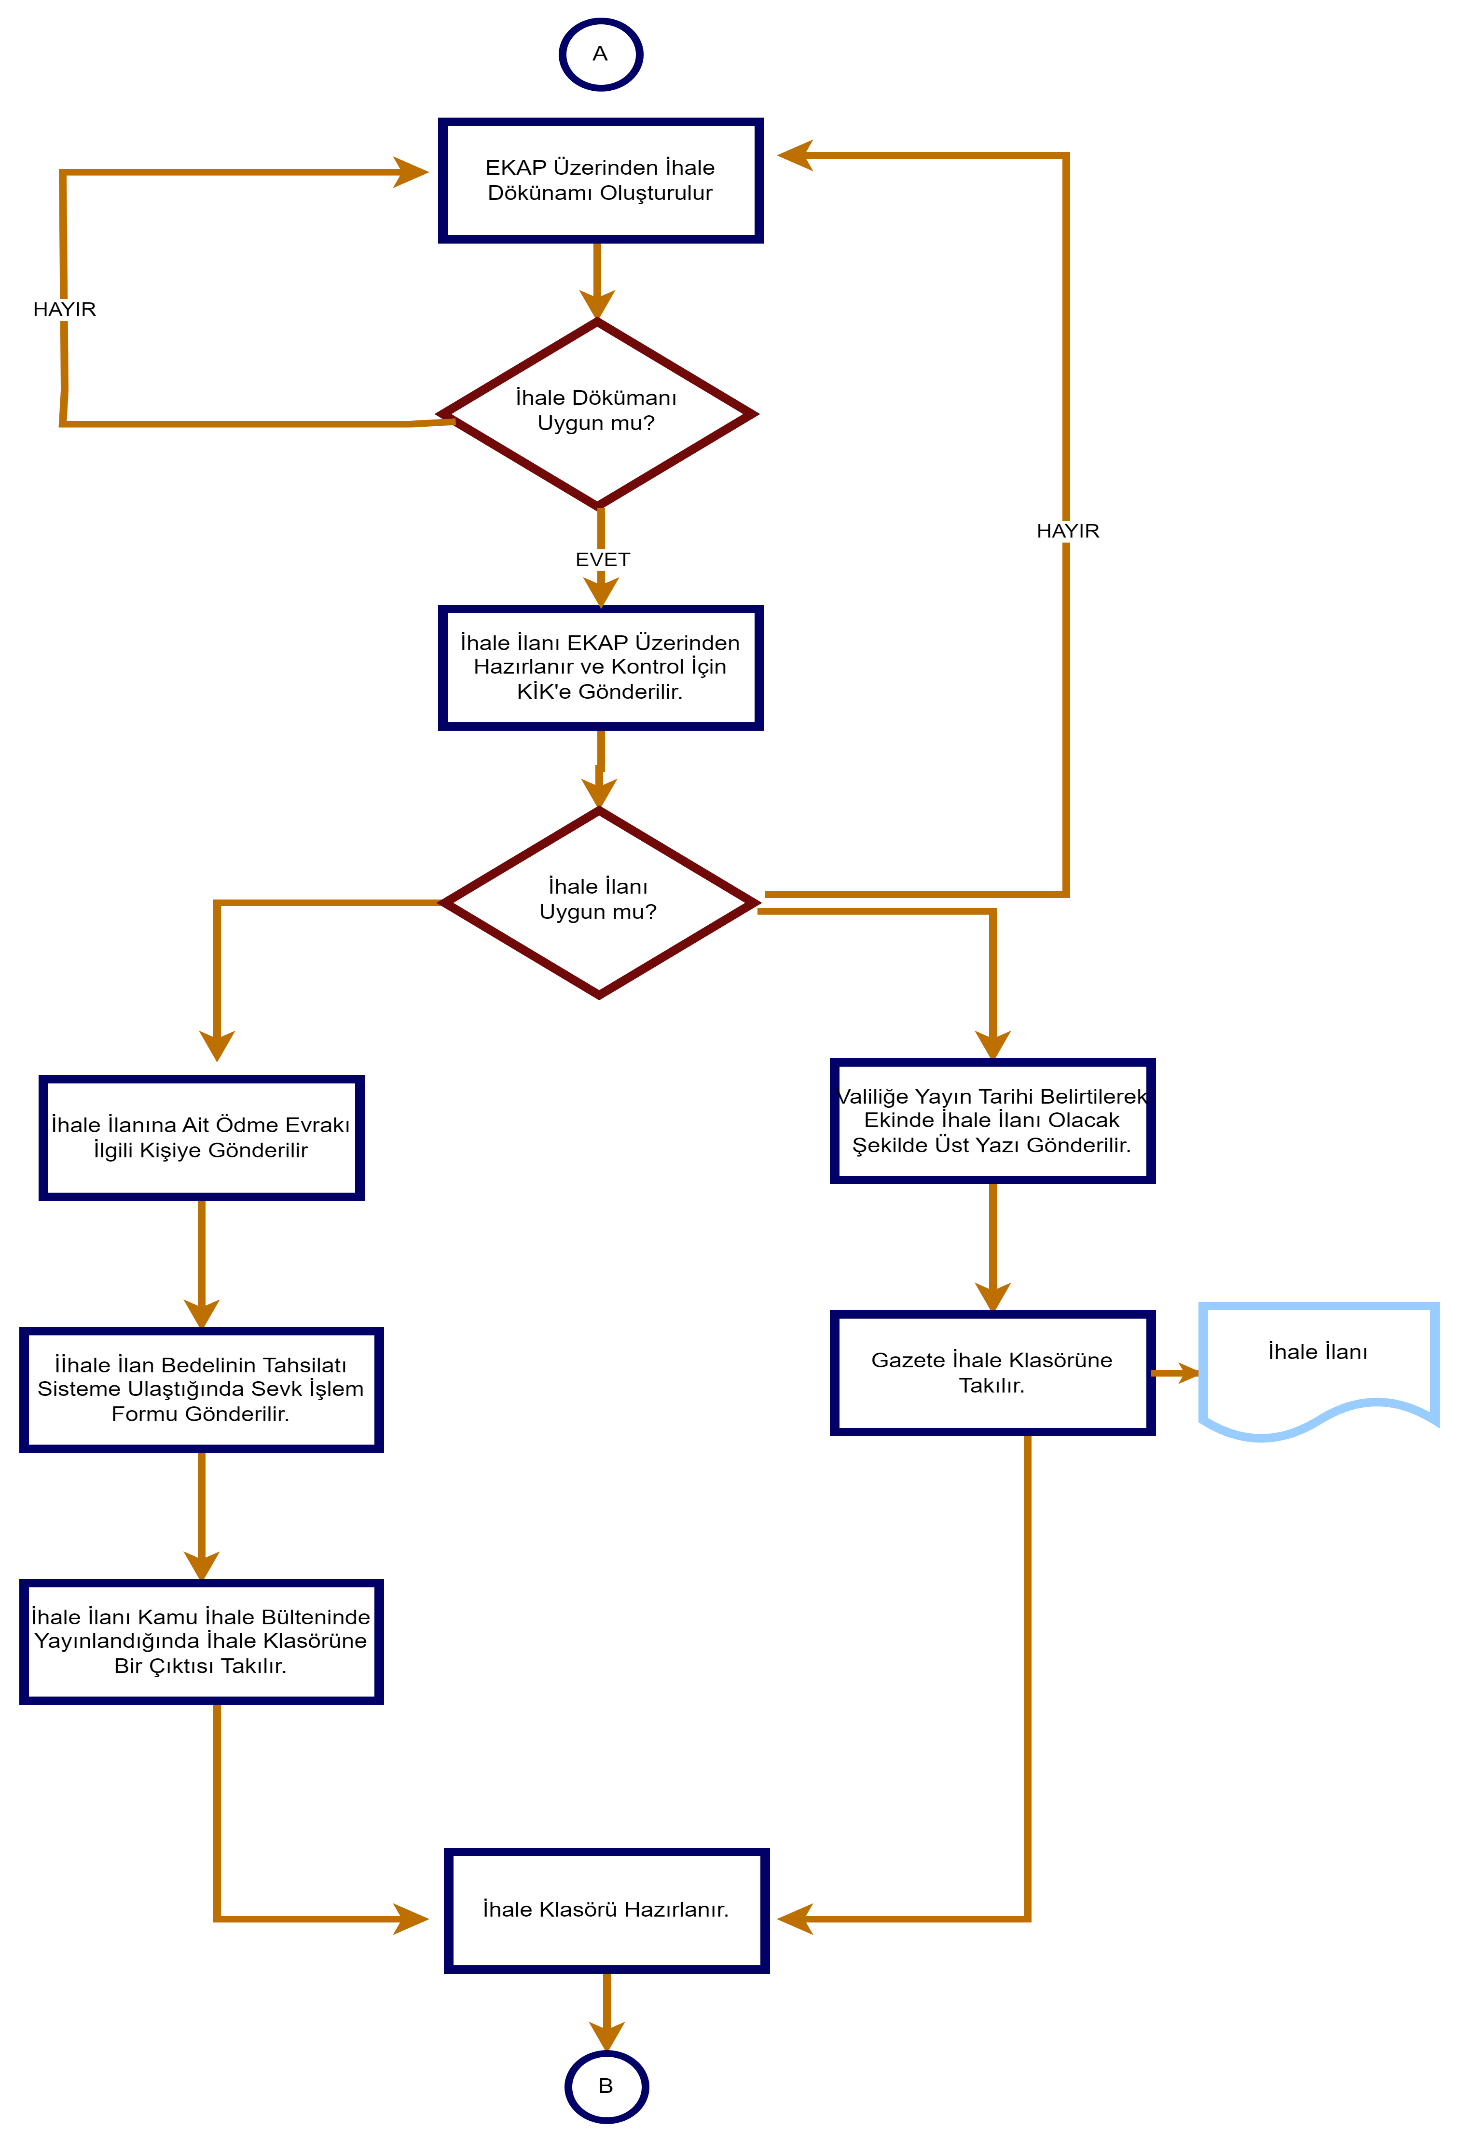 A
EKAP Üzerinden İhale
Dökünamı Oluşturulur
HAYIR
İhale Dökümanı
Uygun mu?
HAYIR
EVET
İhale İlanı EKAP Üzerinden
Hazırlanır ve Kontrol İçin
KİK'e Gönderilir.
İhale İlanı
Uygun mu?
İhale İlanına Ait Ödme Evrakı
İlgili Kişiye Gönderilir
Valiliğe Yayın Tarihi Belirtilerek
Ekinde İhale İlanı Olacak
Şekilde Üst Yazı Gönderilir.
İİhale İlan Bedelinin Tahsilatı
Sisteme Ulaştığında Sevk İşlem
Formu Gönderilir.
Gazete İhale Klasörüne
Takılır.
İhale İlanı
İhale İlanı Kamu İhale Bülteninde
Yayınlandığında İhale Klasörüne
Bir Çıktısı Takılır.
İhale Klasörü Hazırlanır.
B